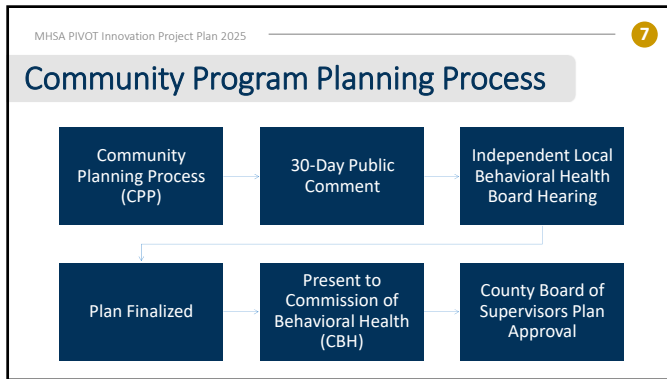 MHSA PIVOT Innovation Project Plan 2025
7
Community Program Planning Process
Community
Planning Process
(CPP)
30-Day Public
Comment
Independent Local
Behavioral Health
Board Hearing
Plan Finalized
Present to
Commission of
Behavioral Health
(CBH)
County Board of
Supervisors Plan
Approval